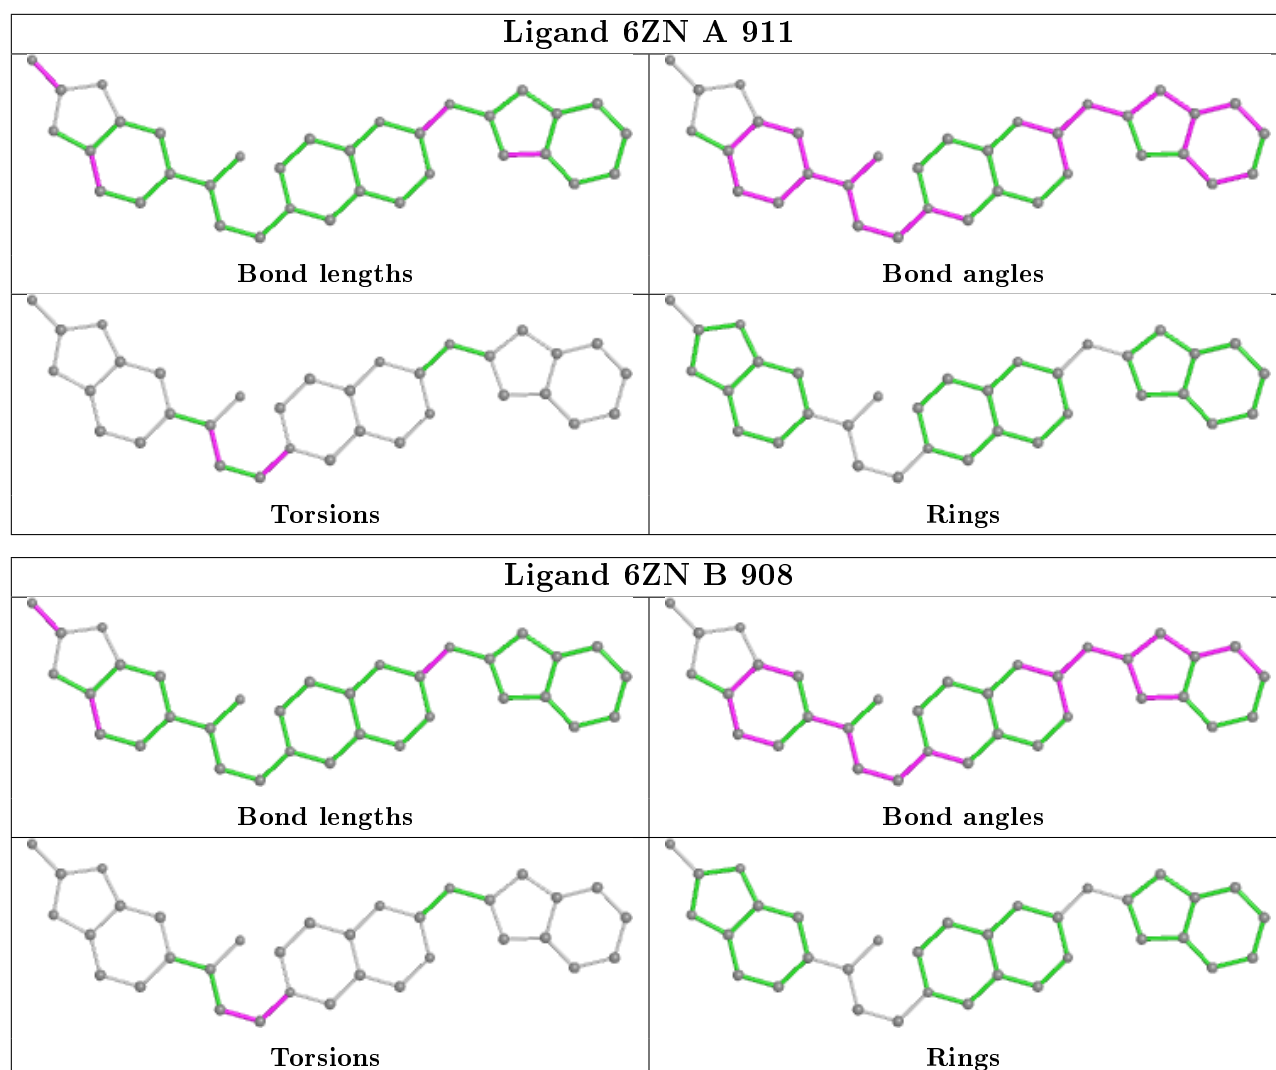 Ligand 6ZN A 911
Bond lengths
Bond angles
Torsions
Rings
Ligand 6ZN B 908
Bond lengths
Bond angles
Torsions
Rings